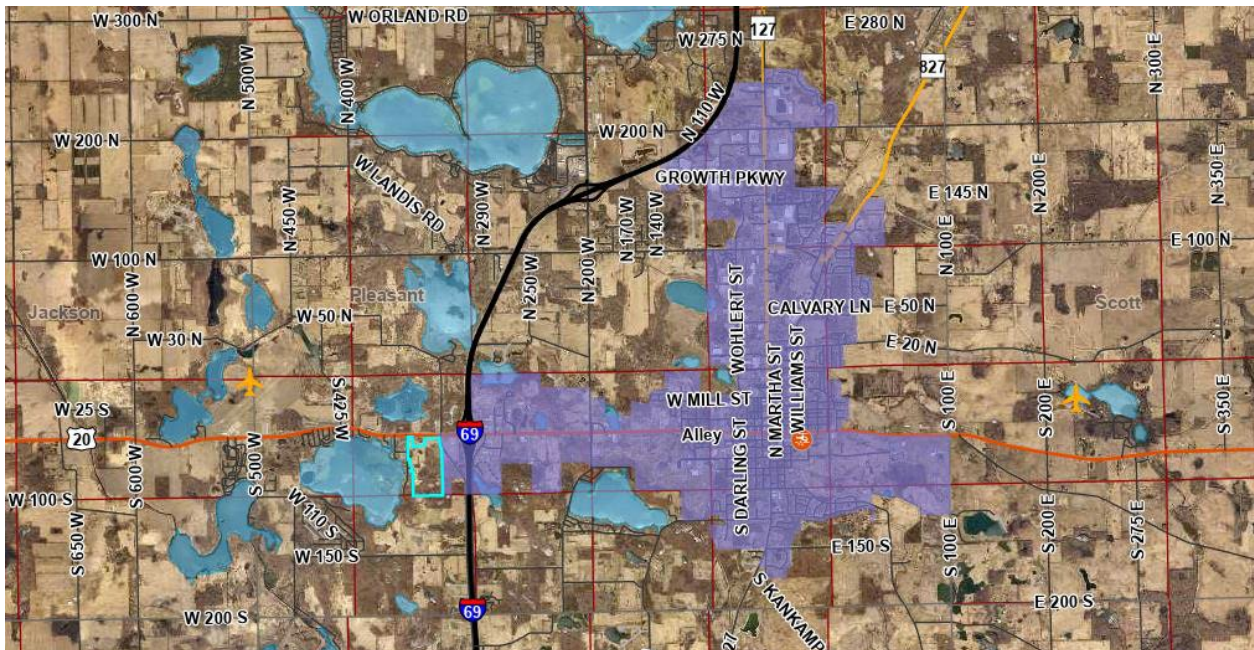 W ORLAND RD
W 300 N
N 500 W
N 400 W
W 275 N
127
E 280 N
827
N 300 E
N 110 W
W 200 N
W 200 N
W LANDIS RD
GROWTH PKWY
E 145 N
N 200 E
N 350 E
N 450 W
N 290 W
N 170 W
N 140 W
N 100 E
E 100 N
W 100 N
N 600 W
N 250 W
N 200 W
Jackson
Pleasant
Scott
W 50 N
CALVARY LN
E 50 N
W 30 N
WOHLERT ST
N MARTHA ST
WILLIAMS ST
E 20 N
W 25 S
S 425 W
W MILL ST
S 100 E
S 200 E
S 350 E
20
69
Alley
S 600 W
S 500 W
S DARLING ST
W 100 S
W 110 S
S 650 W
W 150 S
E 150 S
S 100 E
S 200 E
S 275 E
W 200 S
69
27
S KANKAMP
E 200 S